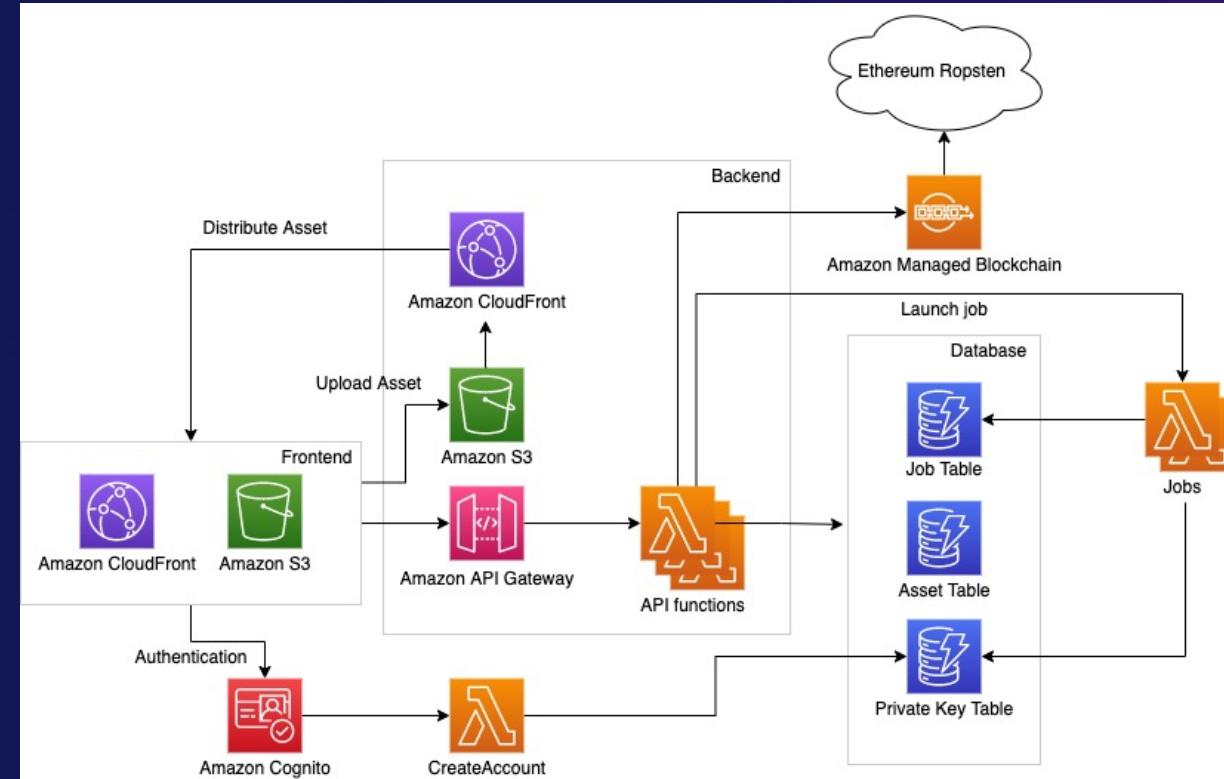 Ethereum Ropsten
Backend
Distribute Asset
Amazon CloudFront
Amazon Managed Blockchain
Launch job
Database
Upload Asset
Amazon S3
Job Table
Jobs
Frontend
Amazon CloudFront
Amazon S3
Amazon API Gateway
API functions
Asset Table
Authentication
Private Key Table
Amazon Cognito
CreateAccount